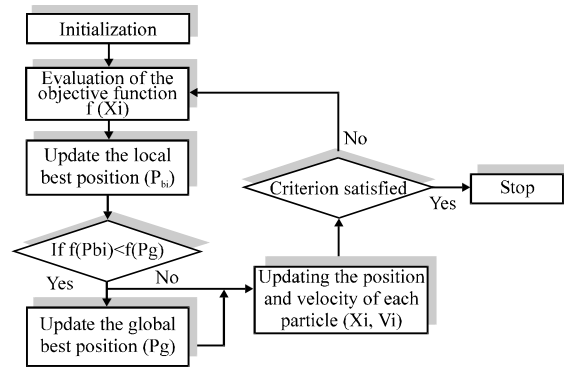 Initialization
Evaluation of the
objective function
f (Xi)
Update the local
best position (Pbi)
If f(Pbi)<f(Pg)
Yes
No
Update the global
best position (Pg)
Updating the position
and velocity of each
particle (Xi, Vi)
No
Criterion satisfied
Yes
Stop